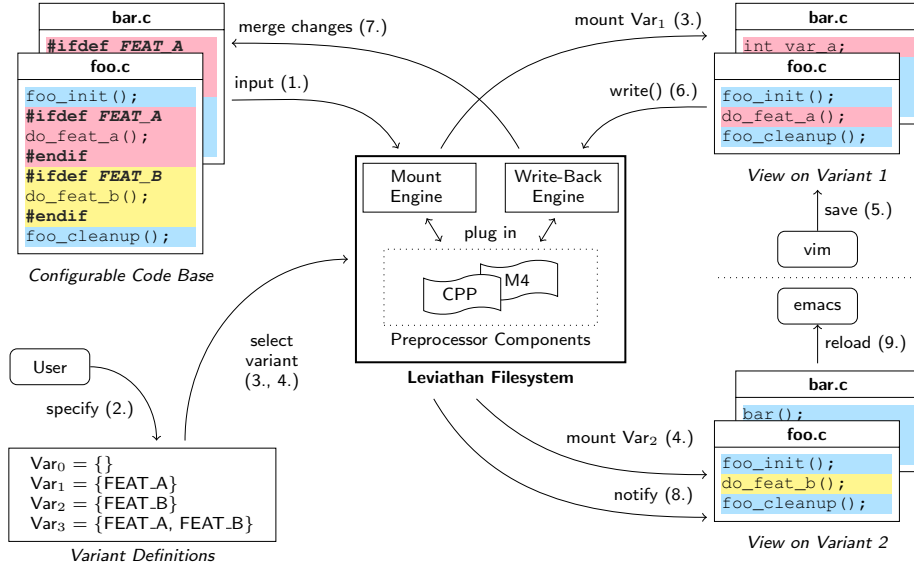 bar.c
#ifdef FEAT_A
foo.c
foo_init();
#ifdef FEAT_A
do_feat_a();
#endif
#ifdef FEAT_B
do_feat_b();
#endif
foo_cleanup();
Configurable Code Base
merge changes (7.)
input (1.)
mount Var1 (3.)
write() (6.)
bar.c
int var_a;
foo.c
foo_init();
do_feat_a();
foo_cleanup();
View on Variant 1
save (5.)
vim
Mount
Engine
Write-Back
Engine
plug in
CPP
M4
Preprocessor Components
Leviathan Filesystem
select
variant
(3., 4.)
User
specify (2.)
Var0 = {}
Var1 = {FEAT_A}
Var2 = {FEAT_B}
Var3 = {FEAT_A, FEAT_B}
Variant Definitions
emacs
reload (9.)
mount Var2 (4.)
notify (8.)
bar.c
bar();
foo.c
foo_init();
do_feat_b();
foo_cleanup();
View on Variant 2